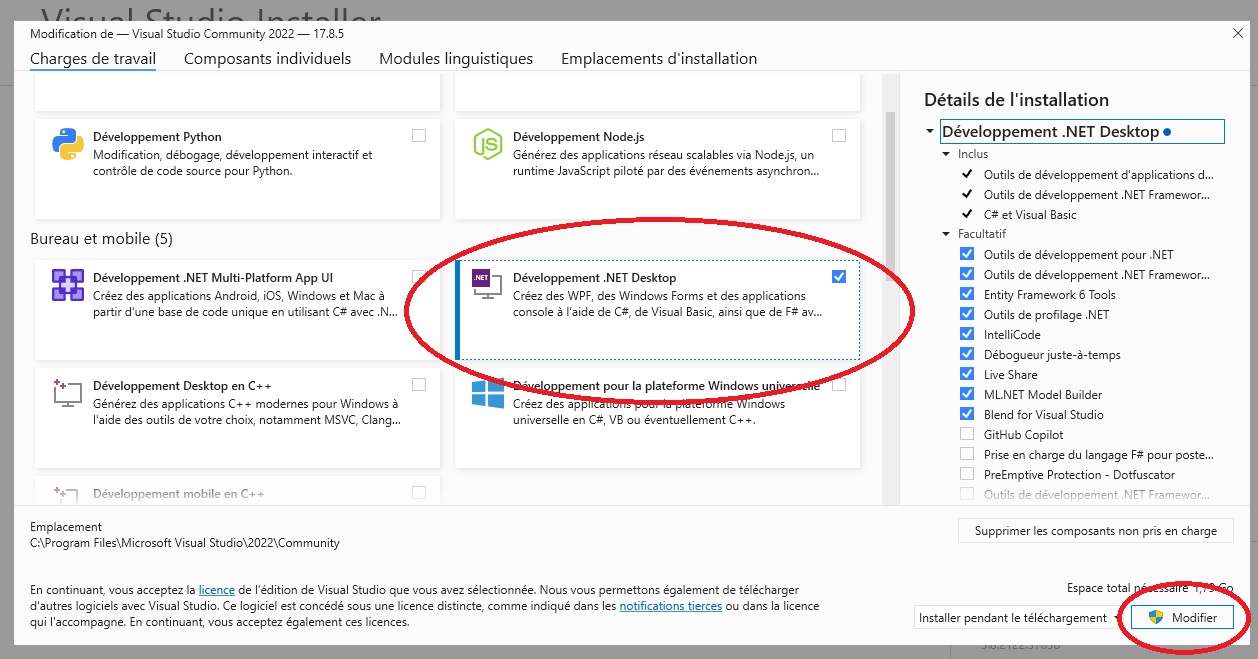 Visual Studio Installer
Modification de — Visual Studio Community 2022 — 17.8.5
Charges de travail
Composants individuels
Modules linguistiques
Emplacements d'installation
Développement Python
Modification, débogage, développement interactif et
contrôle de code source pour Python.
Développement Node.js
Générez des applications réseau scalables via Node.js, un
runtime JavaScript piloté par des événements asynchron...
Bureau et mobile (5)
Développement .NET Multi-Platform App UI
Créez des applications Android, iOS, Windows et Mac à
partir d'une base de code unique en utilisant C# avec .N...
.NET
Développement .NET Desktop
Créez des WPF, des Windows Forms et des applications
console à l'aide de C#, de Visual Basic, ainsi que de F# av...
Développement Desktop en C++
Générez des applications C++ modernes pour Windows à
l'aide des outils de votre choix, notamment MSVC, Clang...
Développement pour la plateforme Windows universelle
Créez des applications pour la plateforme Windows
universelle en C#, VB ou éventuellement C++.
Développement mobile en C++
Détails de l'installation
Développement .NET Desktop
Inclus
Outils de développement d'applications d...
Outils de développement .NET Framewor...
C# et Visual Basic
Facultatif
Outils de développement pour .NET
Outils de développement .NET Framewor...
Entity Framework 6 Tools
Outils de profilage .NET
IntelliCode
Débogueur juste-à-temps
Live Share
ML.NET Model Builder
Blend for Visual Studio
GitHub Copilot
Prise en charge du langage F# pour poste...
PreEmptive Protection - Dotfuscator
Outils de développement .NET Framewor...
Emplacement
C:\Program Files\Microsoft Visual Studio\2022\Community
Supprimer les composants non pris en charge
En continuant, vous acceptez la licence de l'édition de Visual Studio que vous avez sélectionnée. Nous vous permettons également de télécharger
d'autres logiciels avec Visual Studio. Ce logiciel est concédé sous une licence distincte, comme indiqué dans les notifications tierces ou dans la licence
qui l'accompagne. En continuant, vous acceptez également ces licences.
Espace total nécessaire 1,79 Go
Installer pendant le téléchargement
Modifier